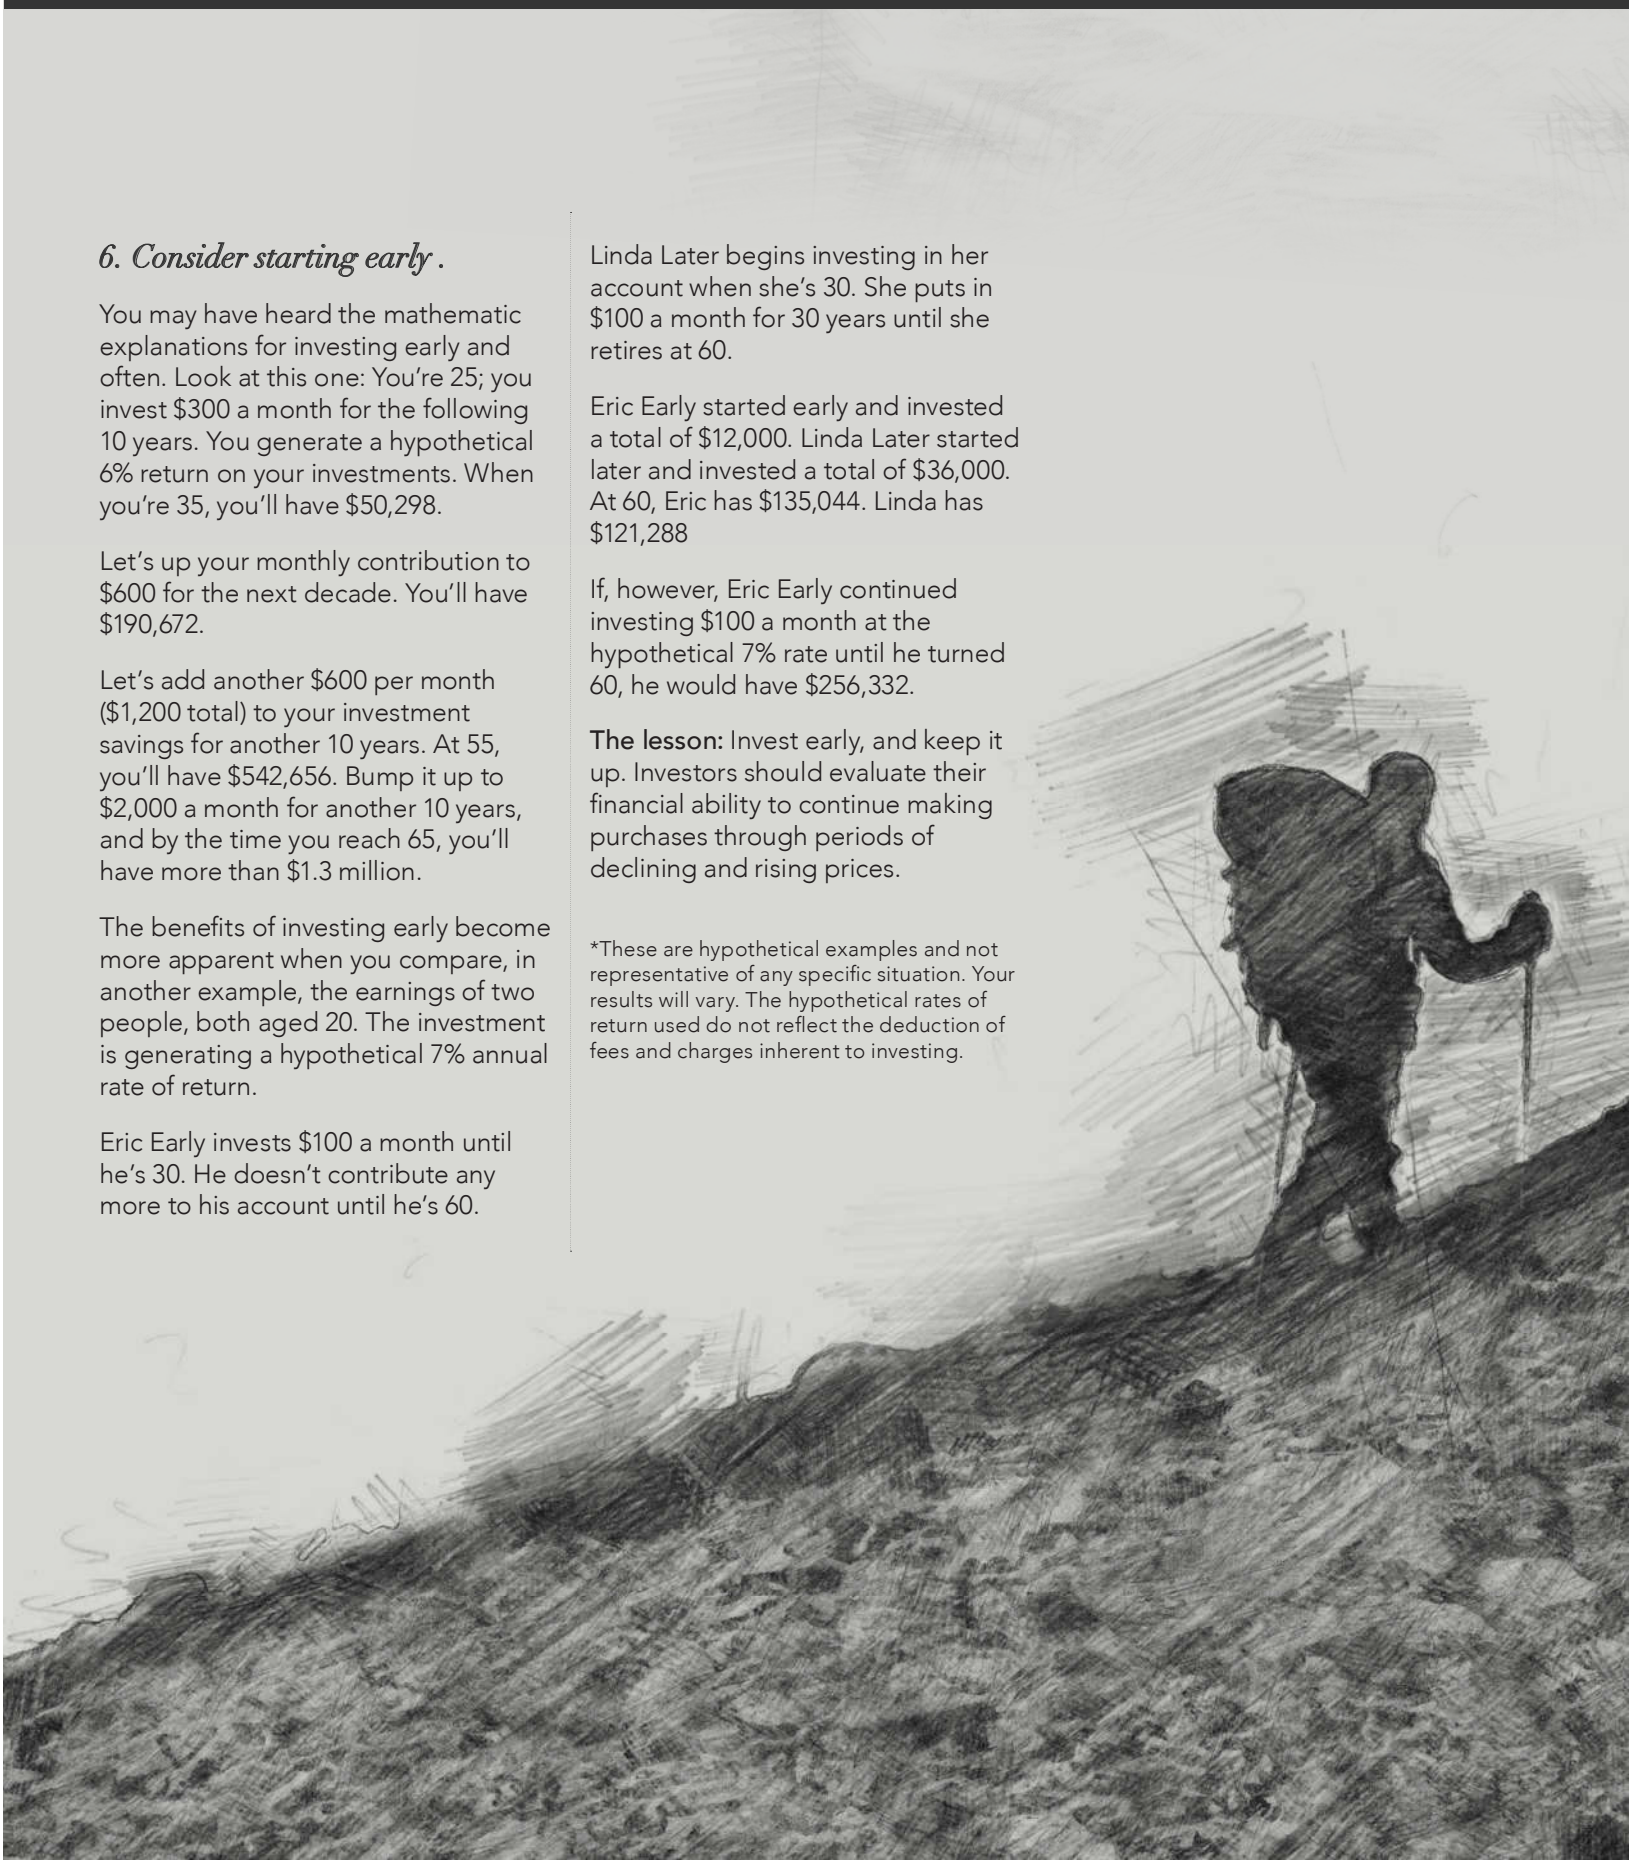 6. Consider starting early .
You may have heard the mathematic
explanations for investing early and
often. Look at this one: You’re 25; you
invest $300 a month for the following
10 years. You generate a hypothetical
6% return on your investments. When
you’re 35, you’ll have $50,298.
Let’s up your monthly contribution to
$600 for the next decade. You’ll have
$190,672.
Let’s add another $600 per month
($1,200 total) to your investment
savings for another 10 years. At 55,
you’ll have $542,656. Bump it up to
$2,000 a month for another 10 years,
and by the time you reach 65, you’ll
have more than $1.3 million.
The benefits of investing early become
more apparent when you compare, in
another example, the earnings of two
people, both aged 20. The investment
is generating a hypothetical 7% annual
rate of return.
Eric Early invests $100 a month until
he’s 30. He doesn’t contribute any
more to his account until he’s 60.
Linda Later begins investing in her
account when she’s 30. She puts in
$100 a month for 30 years until she
retires at 60.
Eric Early started early and invested
a total of $12,000. Linda Later started
later and invested a total of $36,000.
At 60, Eric has $135,044. Linda has
$121,288
If, however, Eric Early continued
investing $100 a month at the
hypothetical 7% rate until he turned
60, he would have $256,332.
The lesson: Invest early, and keep it
up. Investors should evaluate their
financial ability to continue making
purchases through periods of
declining and rising prices.
*These are hypothetical examples and not
representative of any specific situation. Your
results will vary. The hypothetical rates of
return used do not reflect the deduction of
fees and charges inherent to investing.